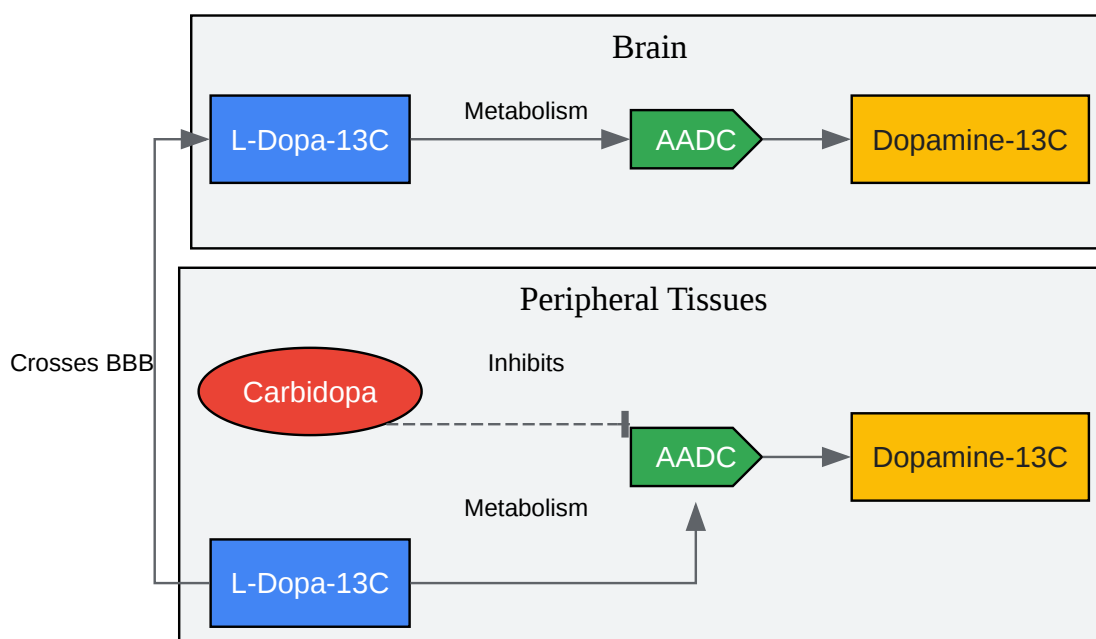 Brain
Metabolism
L-Dopa-13C
AADC
Dopamine-13C
Peripheral Tissues
Crosses BBB
Inhibits
Carbidopa
AADC
Dopamine-13C
Metabolism
L-Dopa-13C